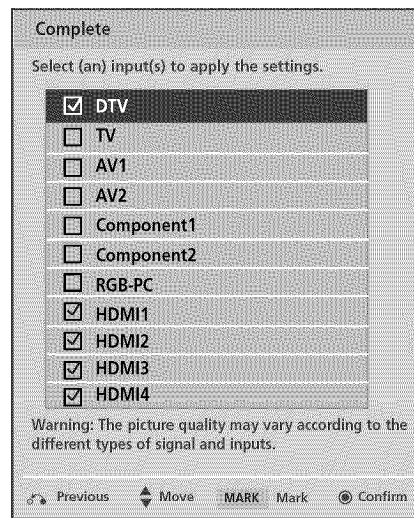 Complete
Select (an) input(s) to apply the settings.
DTV
TV
AV1
AV2
Component1
Component2
RGB-PC
HDMI1
HDMI2
HDMI3
HDMI4
Warning: The picture quality may vary according to the
different types of signal and inputs.
Previous Move MARK Mark Confirm